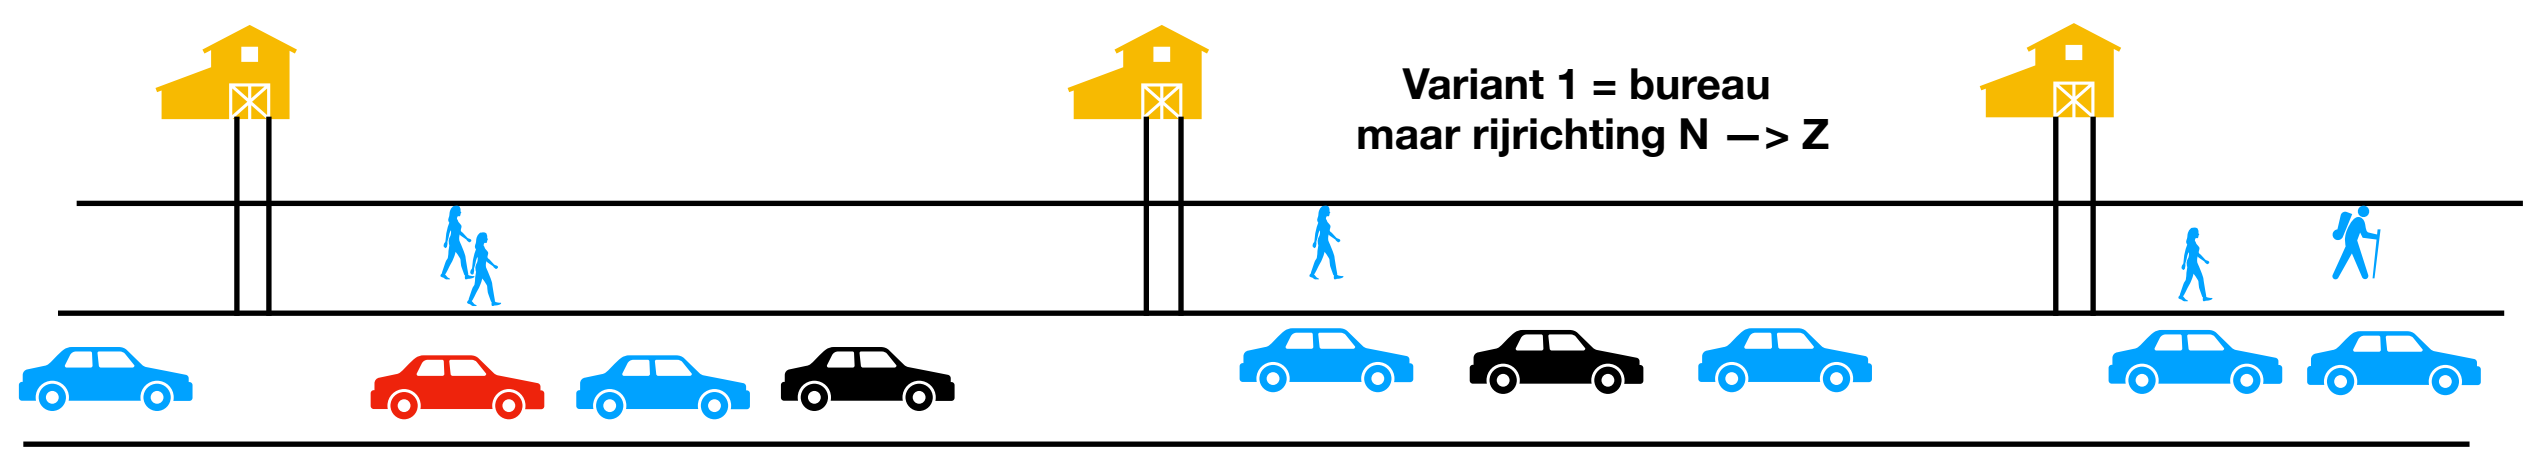 Variant 1 = bureau
maar rijrichting N —> Z